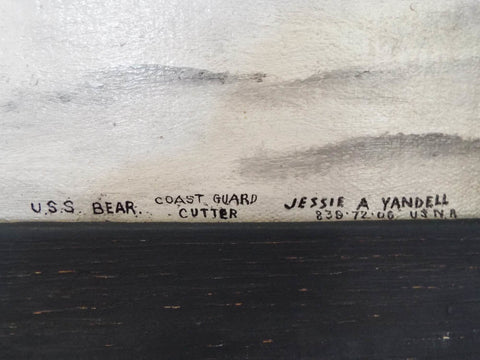 U.S.S. BEAR
COAST GUARD
CUTTER
JESSIE A YANDELL
839·72·06 U.S.N.R